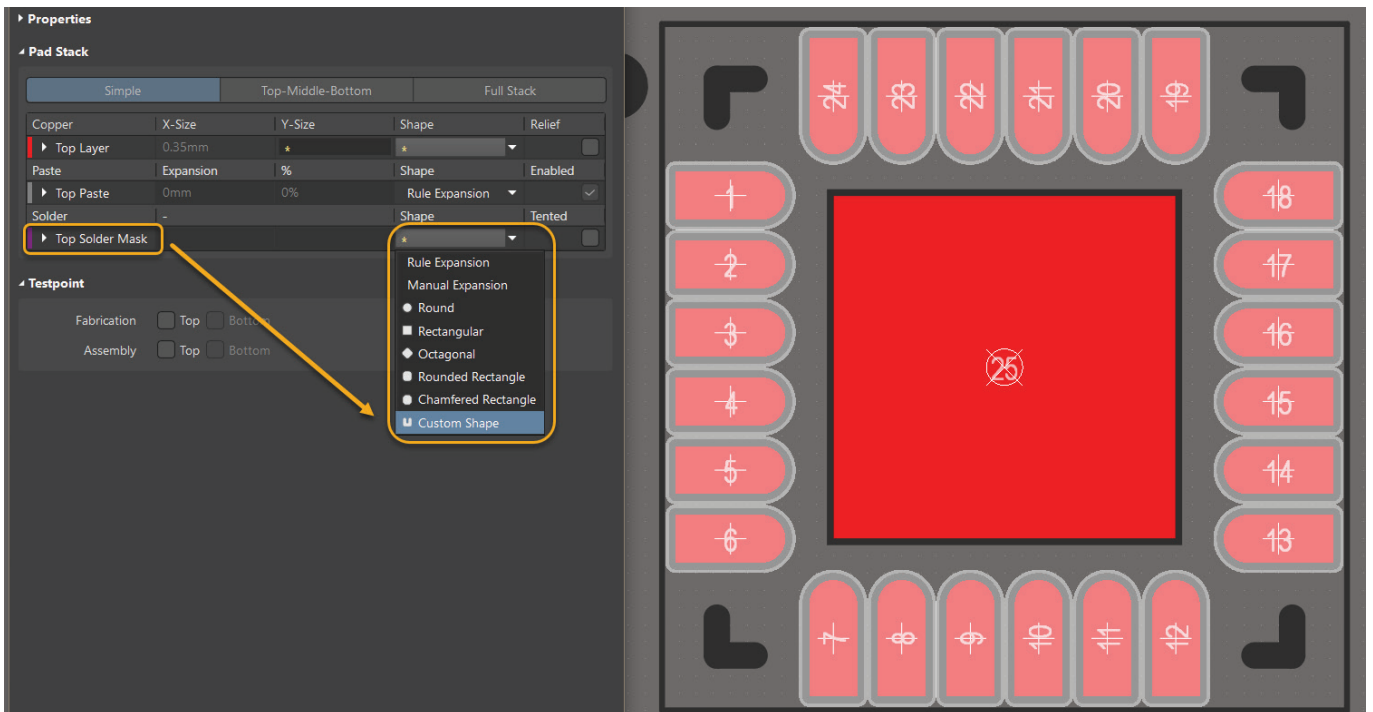 Properties
Pad Stack
Simple Top-Middle-Bottom Full Stack
Copper X-Size Y-Size Shape Relief
Top Layer 0.35mm * *
Paste Expansion % Shape Enabled
Top Paste 0mm 0% Rule Expansion
Solder - Shape Tented
Top Solder Mask *
Rule Expansion
Manual Expansion
Round
Rectangular
Octagonal
Rounded Rectangle
Chamfered Rectangle
Custom Shape
Testpoint
Fabrication Top Bottom
Assembly Top Bottom
24 23 22 21 20 19
1 18
2 17
3 16
25
4 15
5 14
6 13
7 8 9 10 11 12